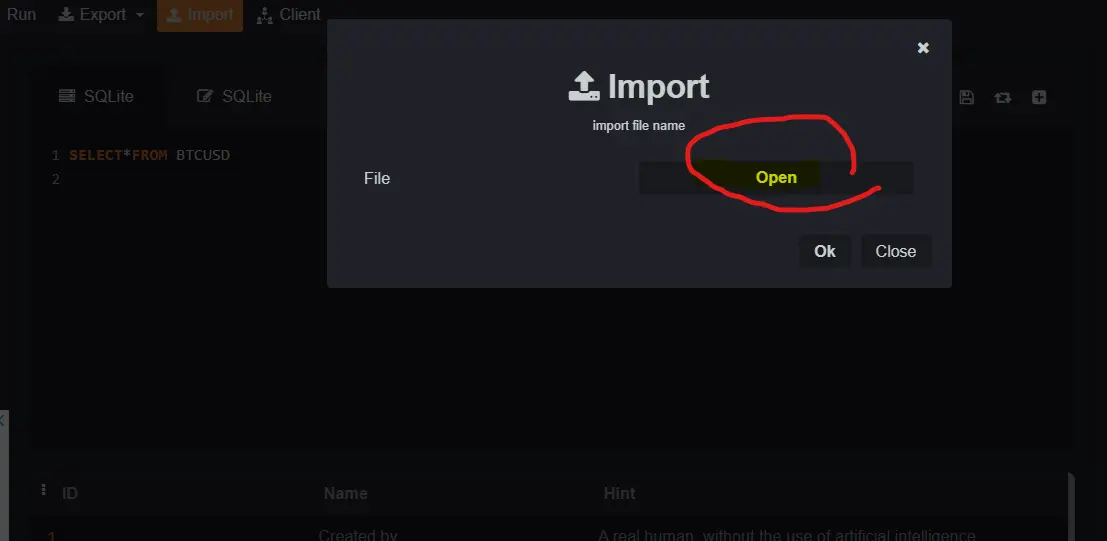 Run Export Import Client
Import
import file name
SQLite SQLite
1 SELECT*FROM BTCUSD
2
File Open
Ok Close
ID Name Hint
1 Created by A real human, without the use of artificial intelligence